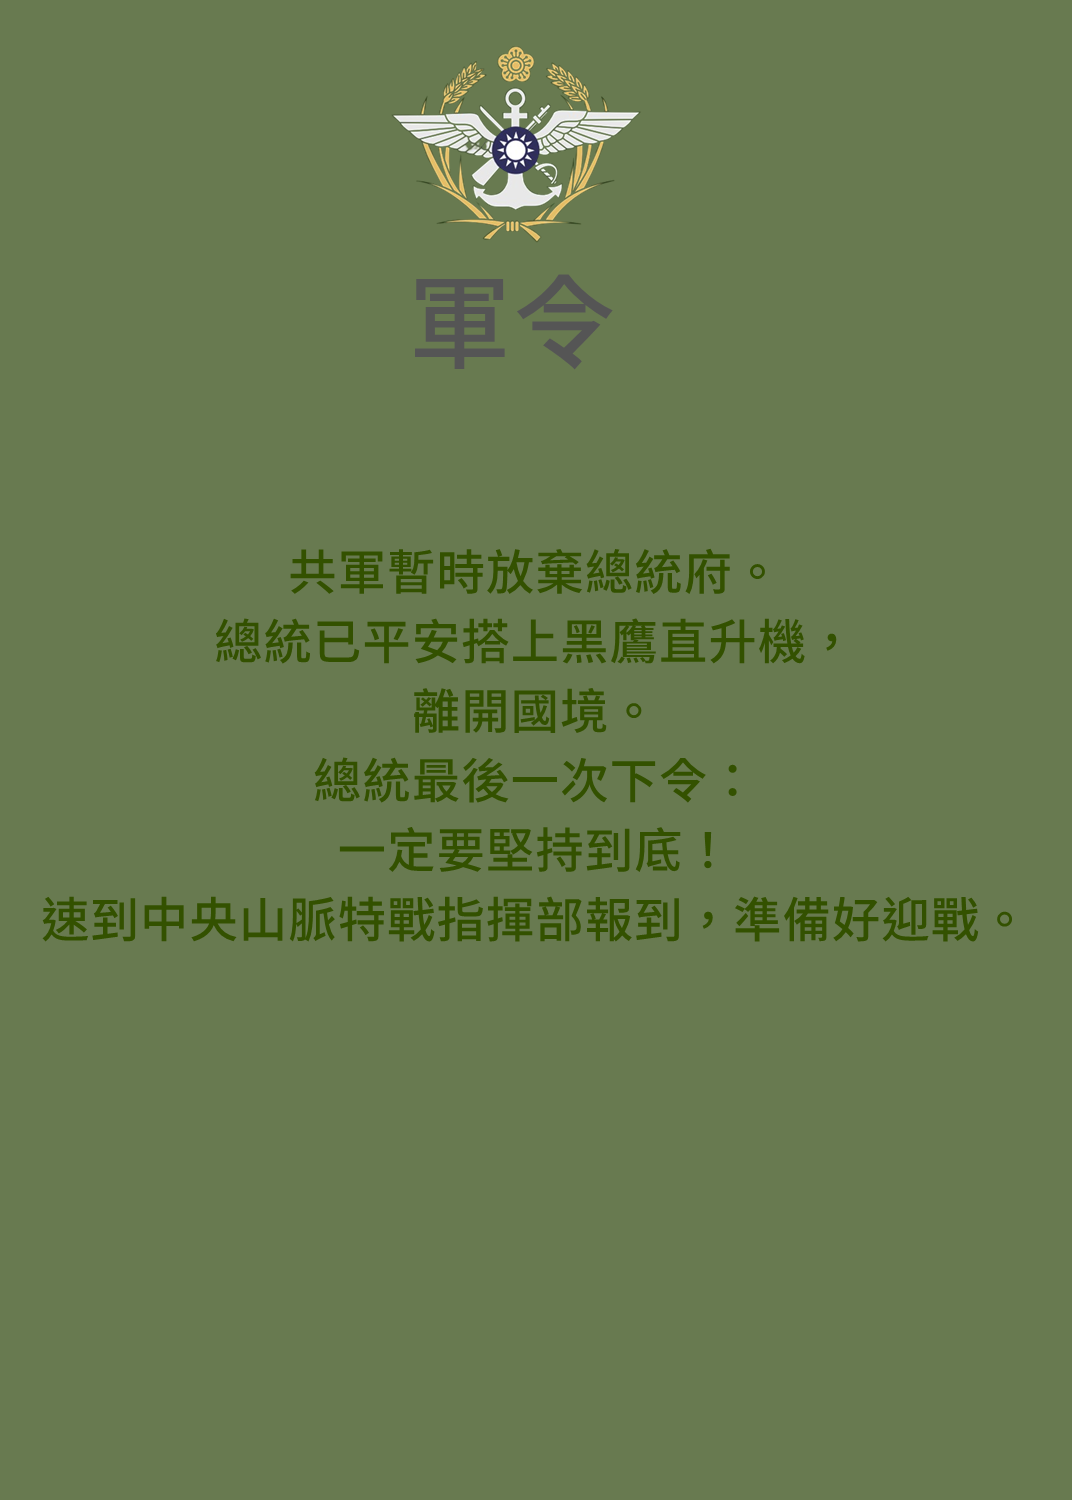 軍令
共軍暫時放棄總統府。
總統已平安搭上黑鷹直升機，
離開國境。
總統最後一次下令：
一定要堅持到底！
速到中央山脈特戰指揮部報到，準備好迎戰。